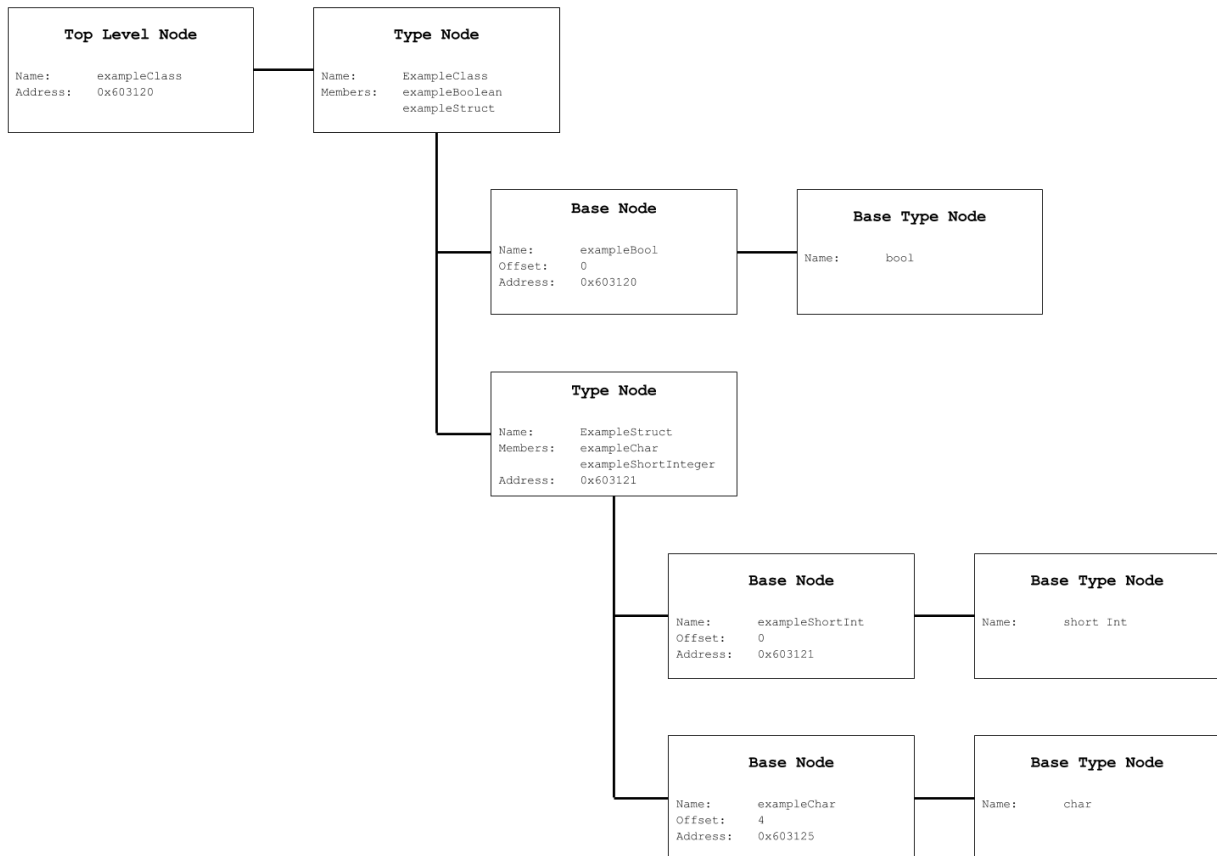 Top Level Node
Name: exampleClass
Address: 0x603120
Type Node
Name: ExampleClass
Members: exampleBoolean
exampleStruct
Base Node
Name: exampleBool
Offset: 0
Address: 0x603120
Base Type Node
Name: bool
Type Node
Name: ExampleStruct
Members: exampleChar
exampleShortInteger
Address: 0x603121
Base Node
Name: exampleShortInt
Offset: 0
Address: 0x603121
Base Type Node
Name: short Int
Base Node
Name: exampleChar
Offset: 4
Address: 0x603125
Base Type Node
Name: char